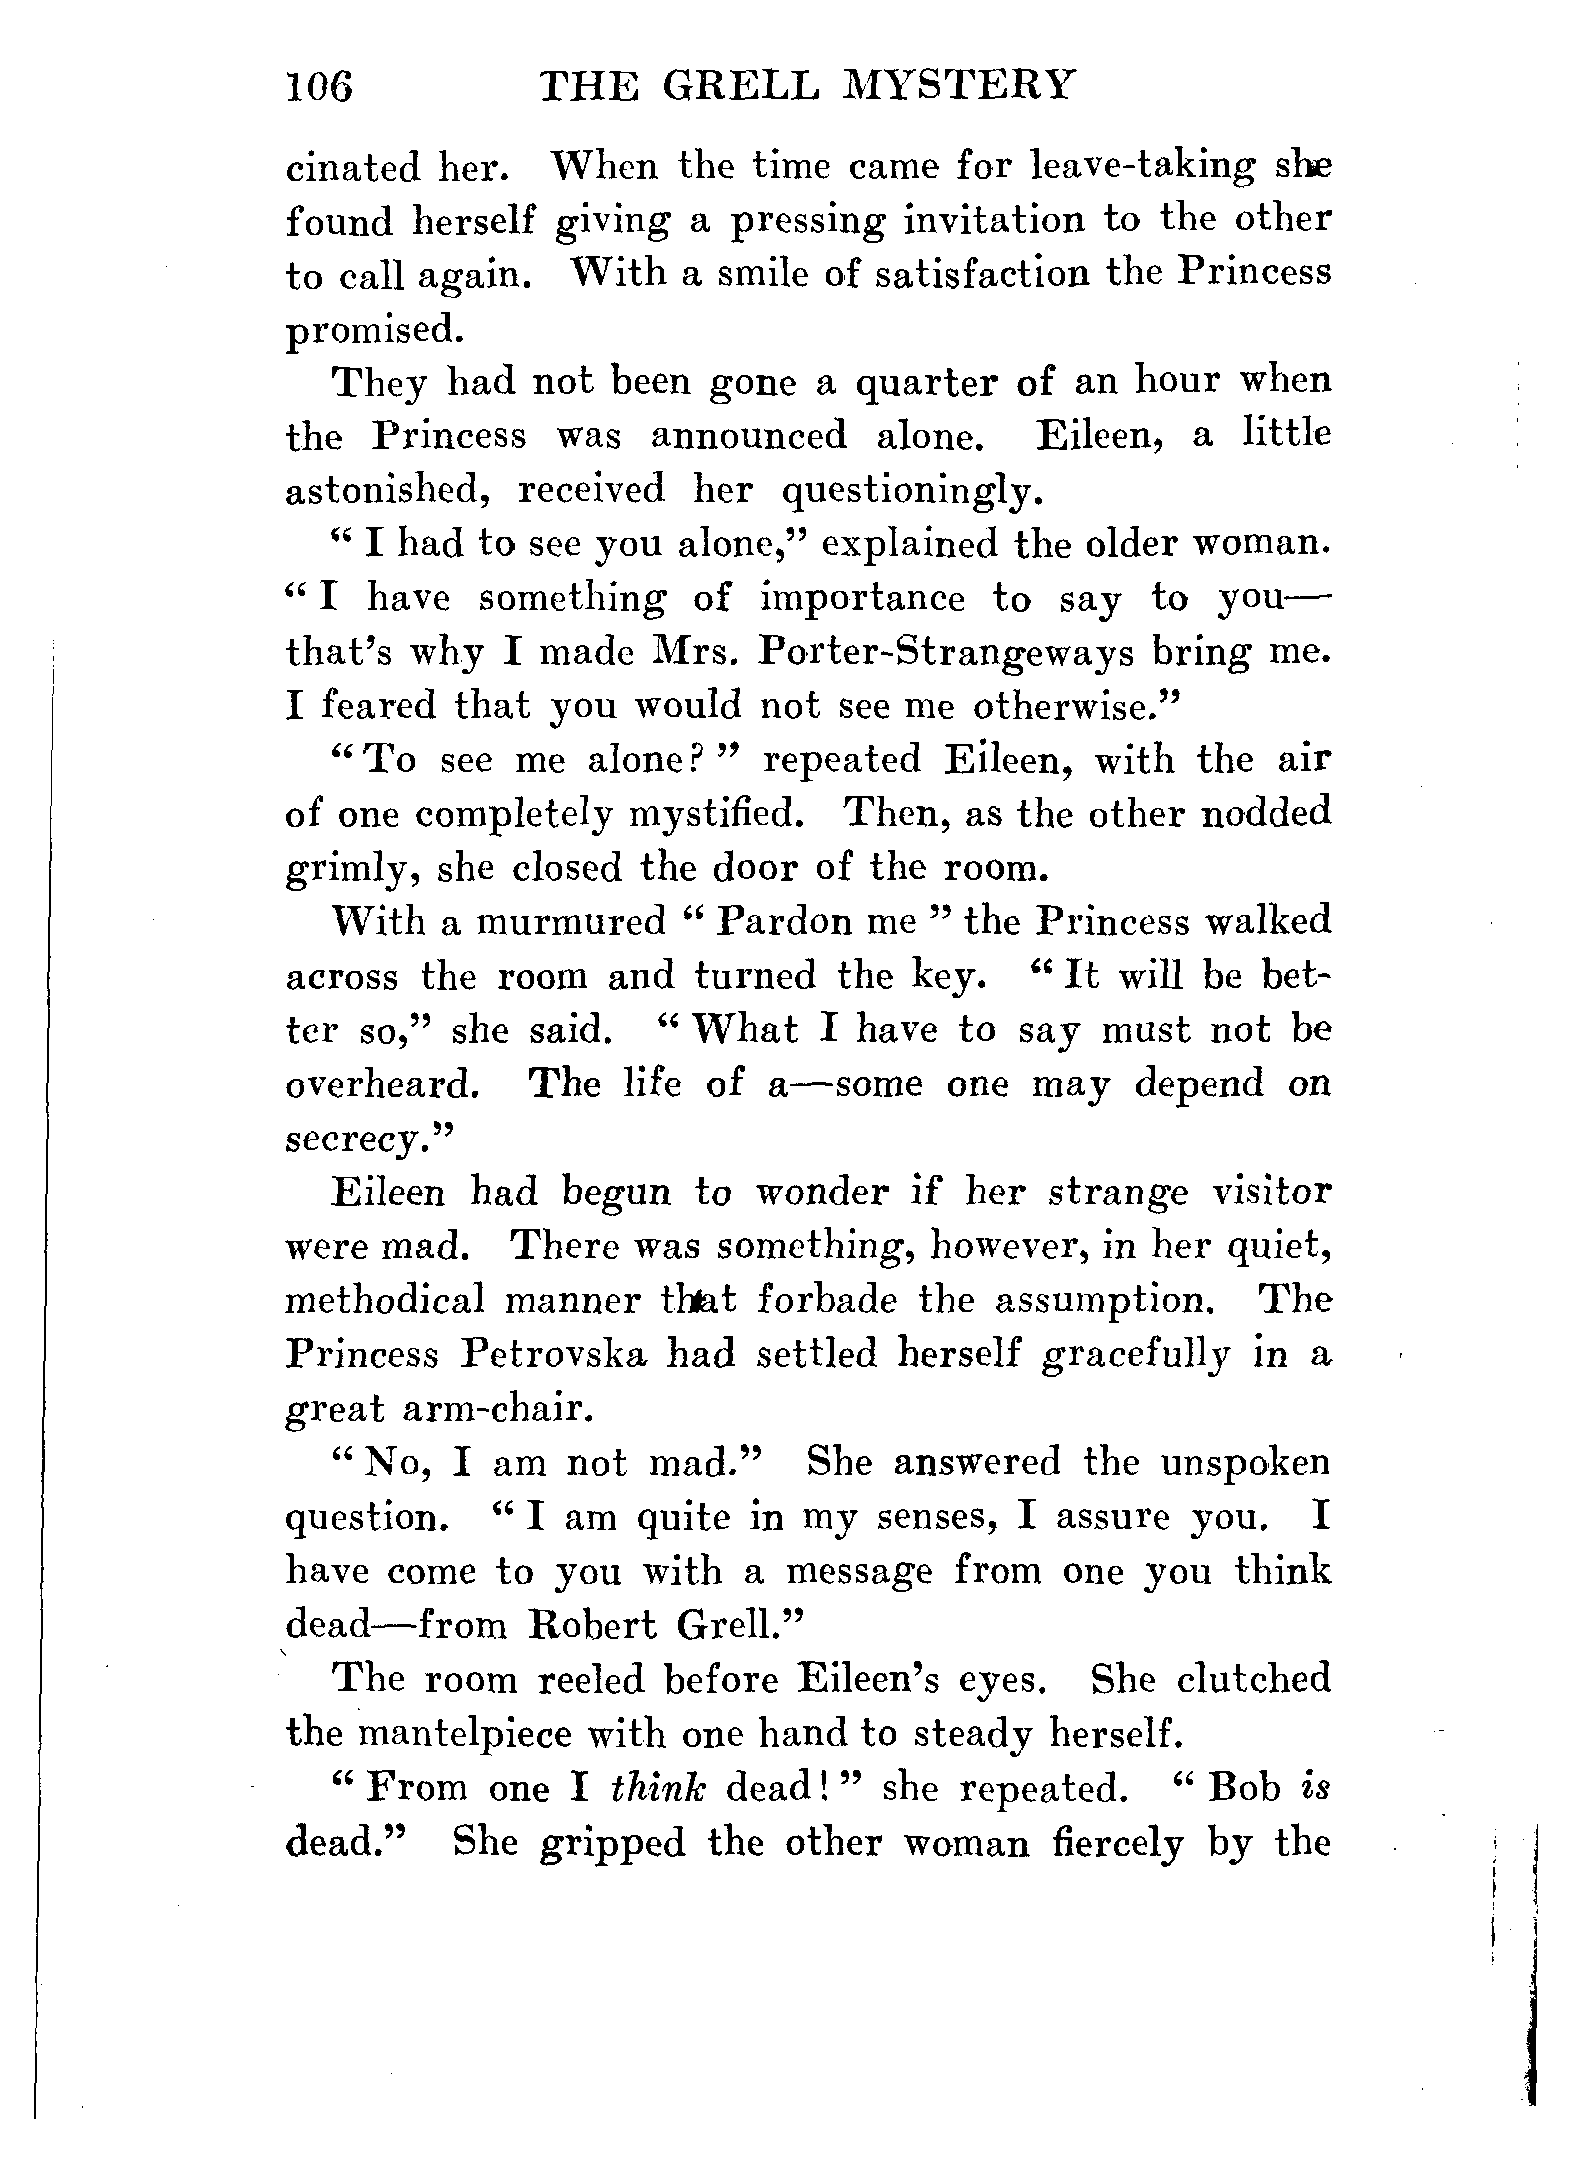 106 THE GRELL MYSTERY
cinated her. When the time came for leave-taking she
found herself giving a pressing invitation to the other
to call again. With a smile of satisfaction the Princess
promised.
They had not been gone a quarter of an hour when
the Princess was announced alone. Eileen, a little
astonished, received her questioningly.
“ I had to see you alone,” explained the older woman.
“ I have something of importance to say to you—
that’s why I made Mrs. Porter-Strangeways bring me.
I feared that you would not see me otherwise.”
“ To see me alone? ” repeated Eileen, with the air
of one completely mystified. Then, as the other nodded
grimly, she closed the door of the room.
With a murmured “ Pardon me ” the Princess walked
across the room and turned the key. “ It will be bet-
ter so,” she said. “ What I have to say must not be
overheard. The life of a—some one may depend on
secrecy.”
Eileen had begun to wonder if her strange visitor
were mad. There was something, however, in her quiet,
methodical manner that forbade the assumption. The
Princess Petrovska had settled herself gracefully in a
great arm-chair.
“ No, I am not mad.” She answered the unspoken
question. “ I am quite in my senses, I assure you. I
have come to you with a message from one you think
dead—from Robert Grell.”
The room reeled before Eileen’s eyes. She clutched
the mantelpiece with one hand to steady herself.
“ From one I think dead! ” she repeated. “ Bob is
dead.” She gripped the other woman fiercely by the